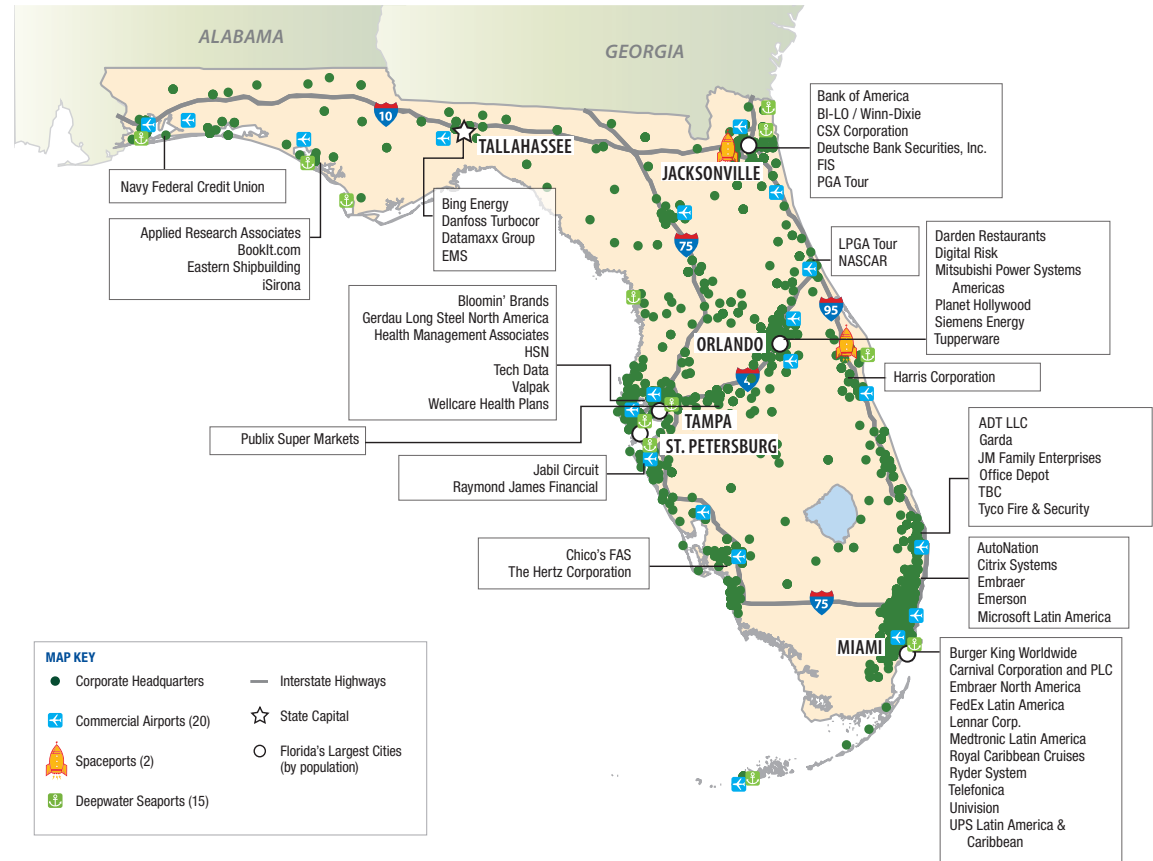 ALABAMA
GEORGIA
10
TALLAHASSEE
JACKSONVILLE
Bank of America
BI-LO / Winn-Dixie
CSX Corporation
Deutsche Bank Securities, Inc.
FIS
PGA Tour
Navy Federal Credit Union
Applied Research Associates
BookIt.com
Eastern Shipbuilding
iSirona
Bing Energy
Danfoss Turbocor
Datamaxx Group
EMS
75
LPGA Tour
NASCAR
Darden Restaurants
Digital Risk
Mitsubishi Power Systems
Americas
Planet Hollywood
Siemens Energy
Tupperware
95
Bloomin' Brands
Gerdau Long Steel North America
Health Management Associates
HSN
Tech Data
Valpak
Wellcare Health Plans
ORLANDO
4
Harris Corporation
TAMPA
ST. PETERSBURG
Publix Super Markets
Jabil Circuit
Raymond James Financial
ADT LLC
Garda
JM Family Enterprises
Office Depot
TBC
Tyco Fire & Security
Chico's FAS
The Hertz Corporation
AutoNation
Citrix Systems
Embraer
Emerson
Microsoft Latin America
75
MIAMI
Burger King Worldwide
Carnival Corporation and PLC
Embraer North America
FedEx Latin America
Lennar Corp.
Medtronic Latin America
Royal Caribbean Cruises
Ryder System
Telefonica
Univision
UPS Latin America &
Caribbean
MAP KEY
Corporate Headquarters
Commercial Airports (20)
Spaceports (2)
Deepwater Seaports (15)
Interstate Highways
State Capital
Florida's Largest Cities
(by population)